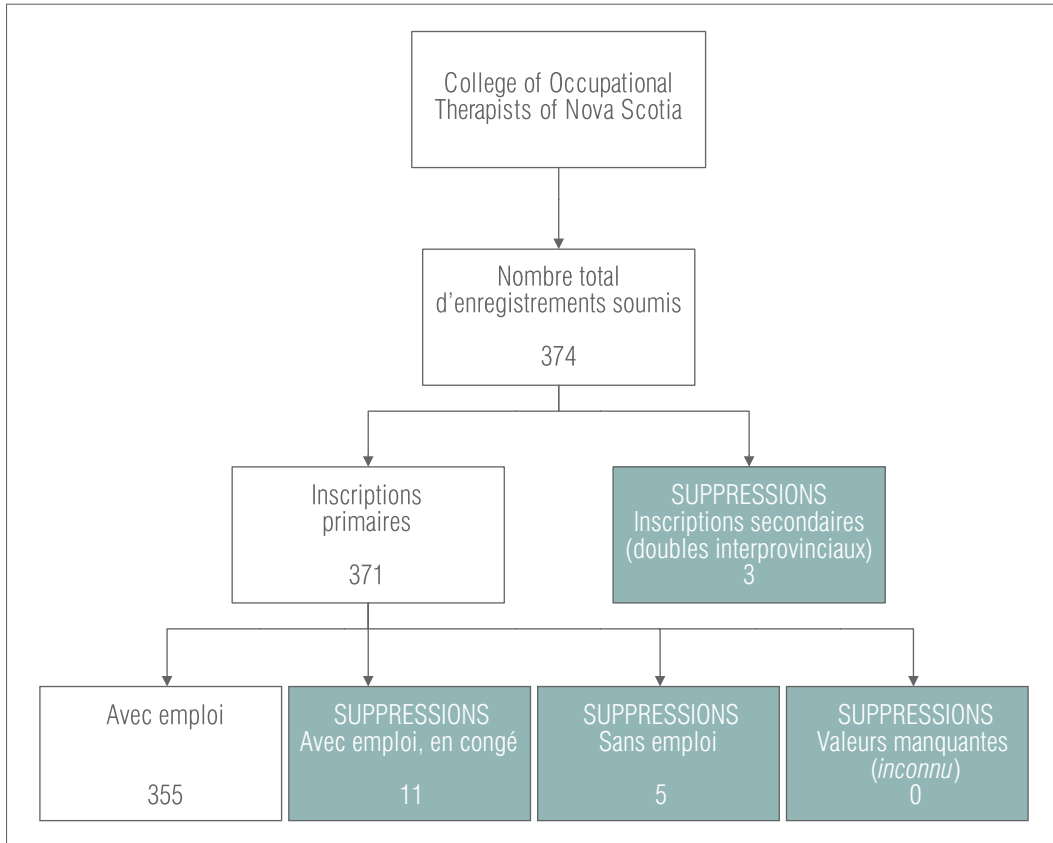 College of Occupational
Therapists of Nova Scotia
Nombre total
d’enregistrements soumis
374
Inscriptions
primaires
371
SUPPRESSIONS
Inscriptions secondaires
(doubles interprovinciaux)
3
Avec emploi
355
SUPPRESSIONS
Avec emploi, en congé
11
SUPPRESSIONS
Sans emploi
5
SUPPRESSIONS
Valeurs manquantes
(inconnu)
0